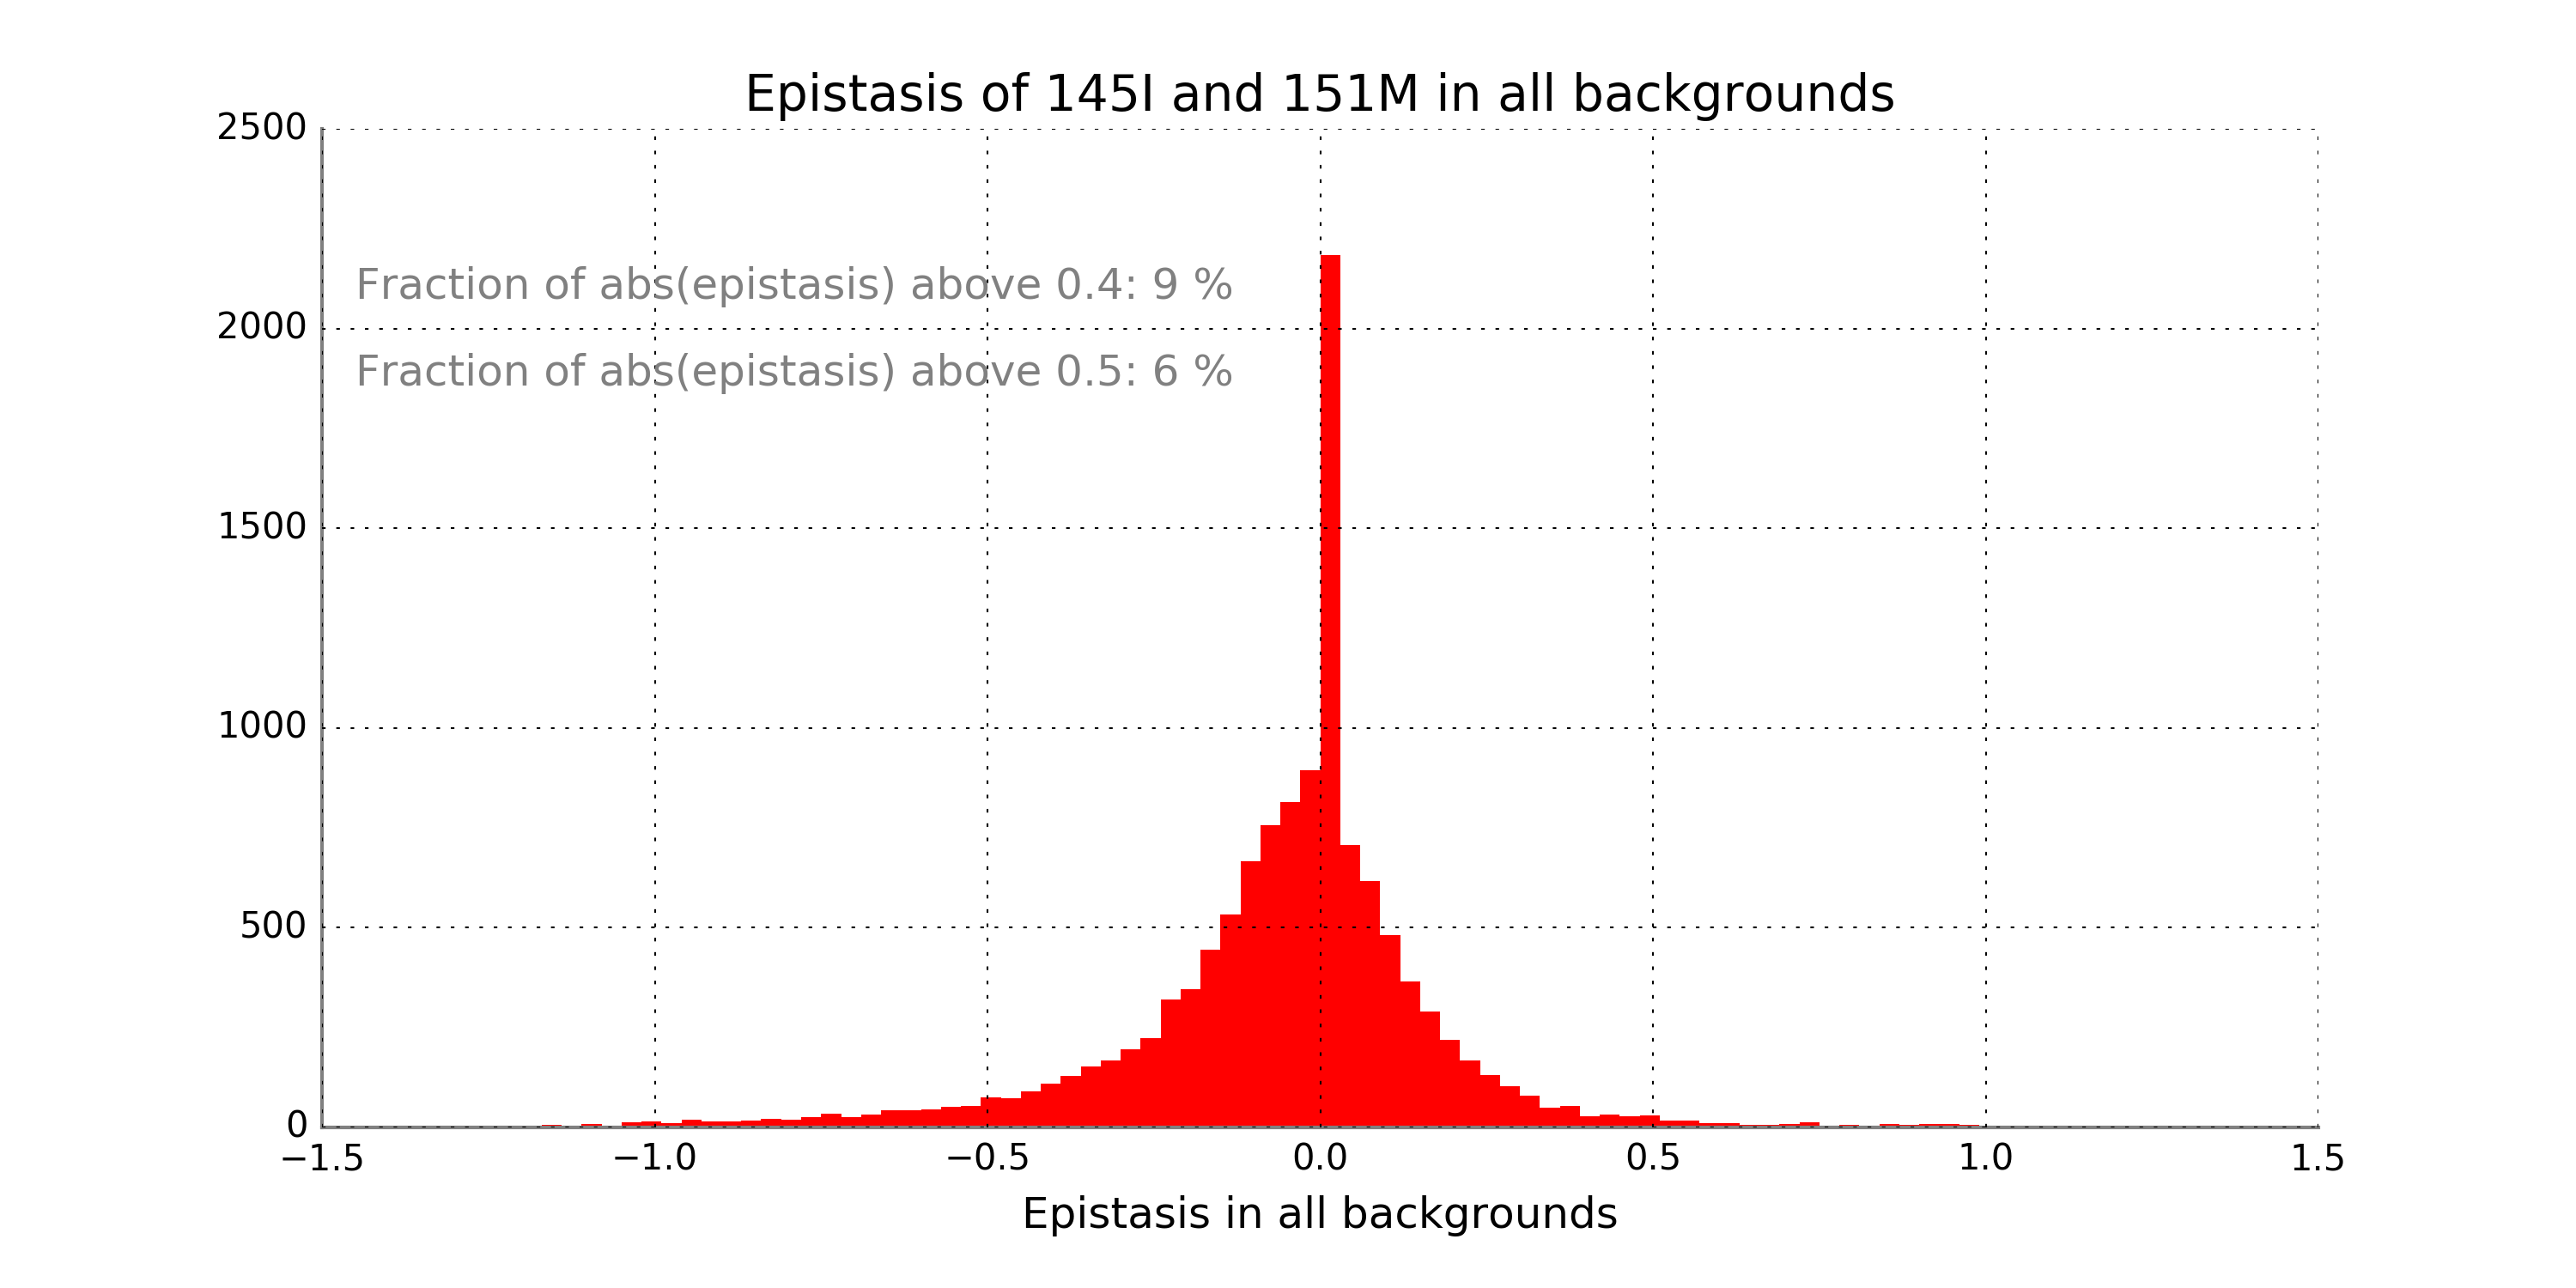 Epistasis of 145I and 151M in all backgrounds
2500
2000
1500
1000
500
0
Fraction of abs(epistasis) above 0.4: 9 %
Fraction of abs(epistasis) above 0.5: 6 %
−1.5 −1.0 −0.5 0.0 0.5 1.0 1.5
Epistasis in all backgrounds